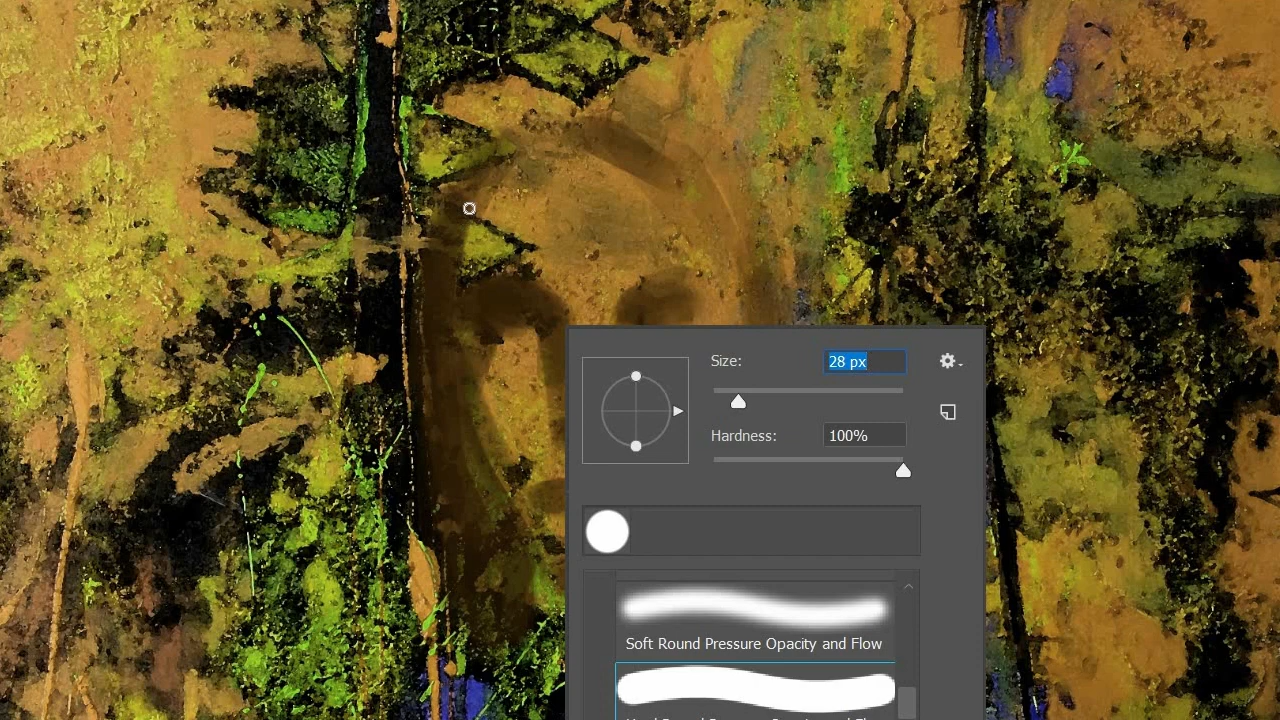 Size: 28 px
Hardness: 100%
Soft Round Pressure Opacity and Flow